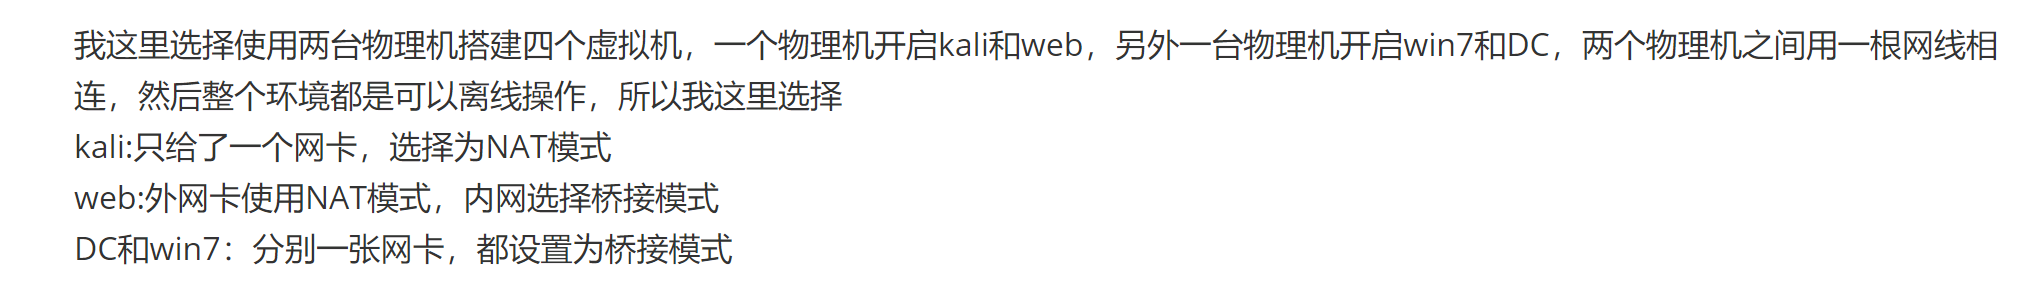 我这里选择使用两台物理机搭建四个虚拟机，一个物理机开启kali和web，另外一台物理机开启win7和DC，两个物理机之间用一根网线相
连，然后整个环境都是可以离线操作，所以我这里选择
kali:只给了一个网卡，选择为NAT模式
web:外网卡使用NAT模式，内网选择桥接模式
DC和win7：分别一张网卡，都设置为桥接模式